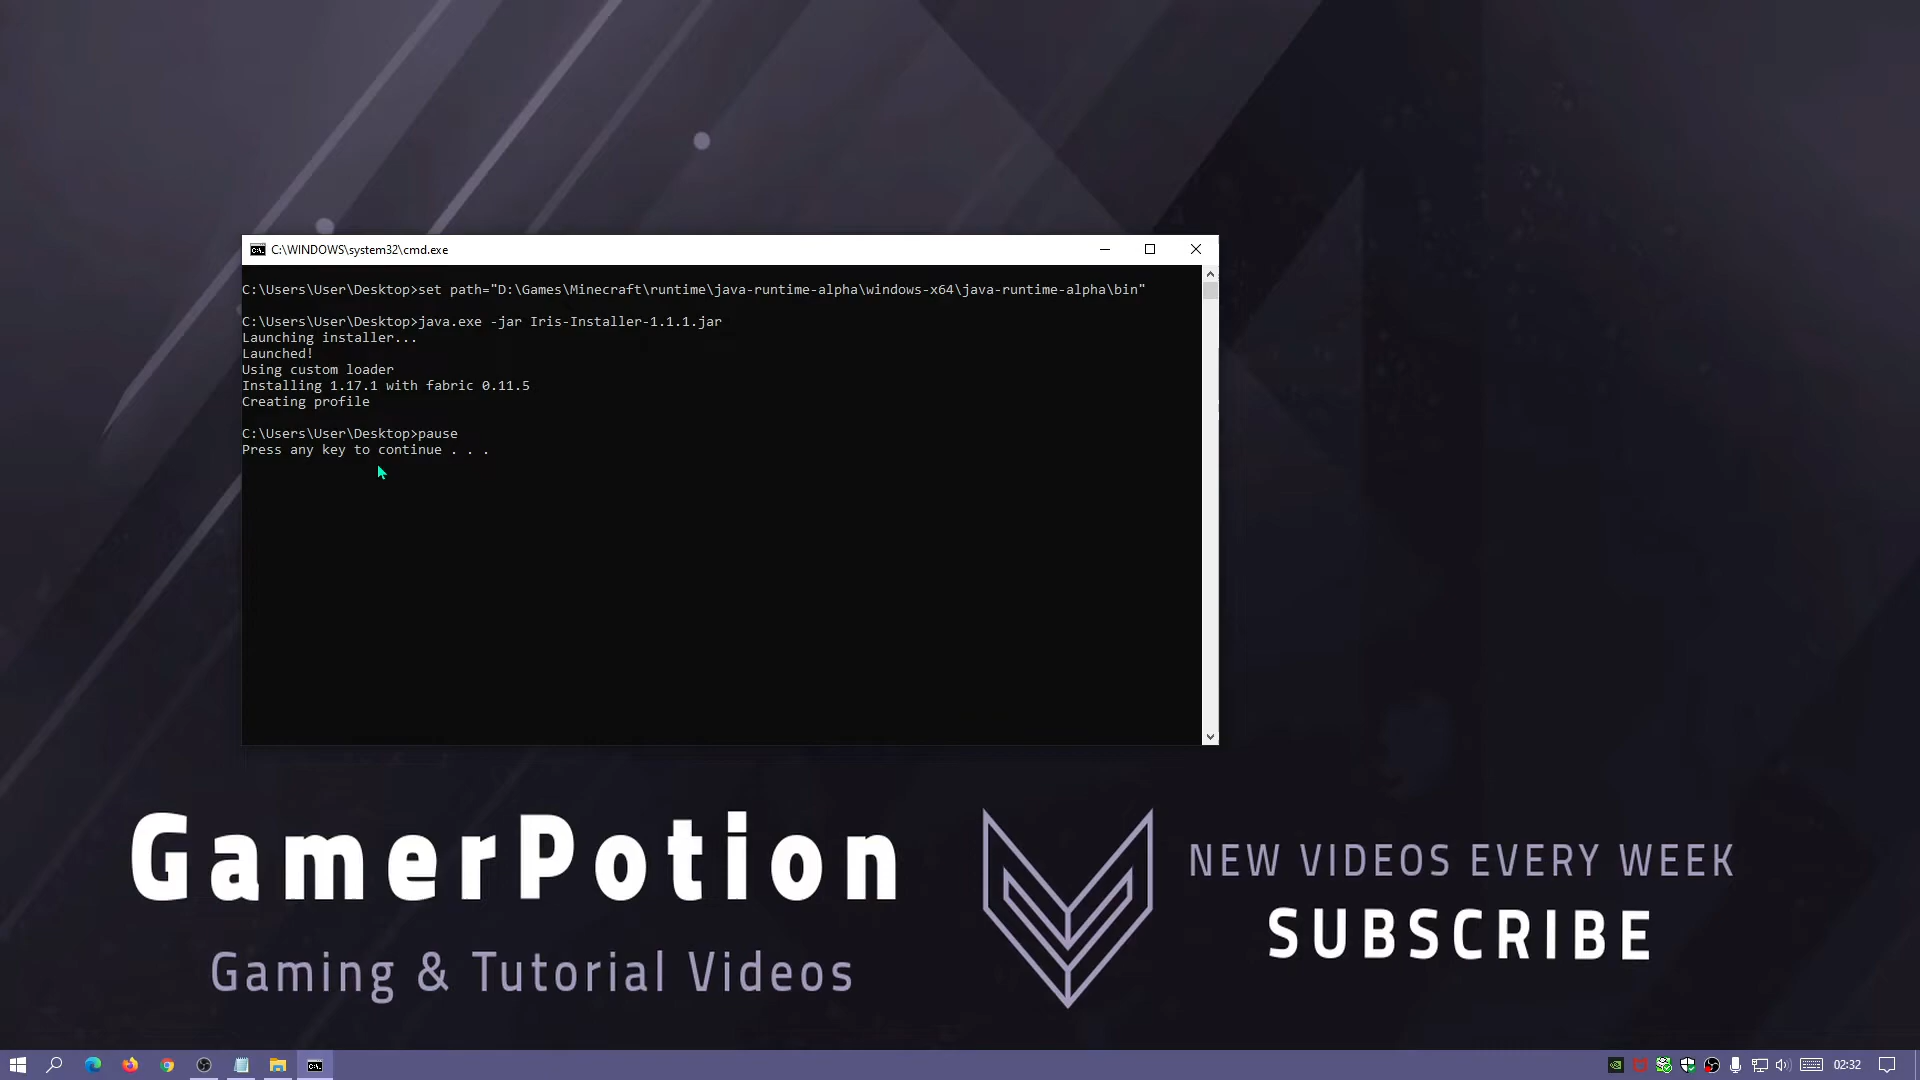 C:\WINDOWS\system32\cmd.exe
C:\Users\User\Desktop>set path="D:\Games\Minecraft\runtime\java-runtime-alpha\windows-x64\java-runtime-alpha\bin"
C:\Users\User\Desktop>java.exe -jar Iris-Installer-1.1.1.jar
Launching installer...
Launched!
Using custom loader
Installing 1.17.1 with fabric 0.11.5
Creating profile
C:\Users\User\Desktop>pause
Press any key to continue . . .
GamerPotion
Gaming & Tutorial Videos
NEW VIDEOS EVERY WEEK
SUBSCRIBE
02:32